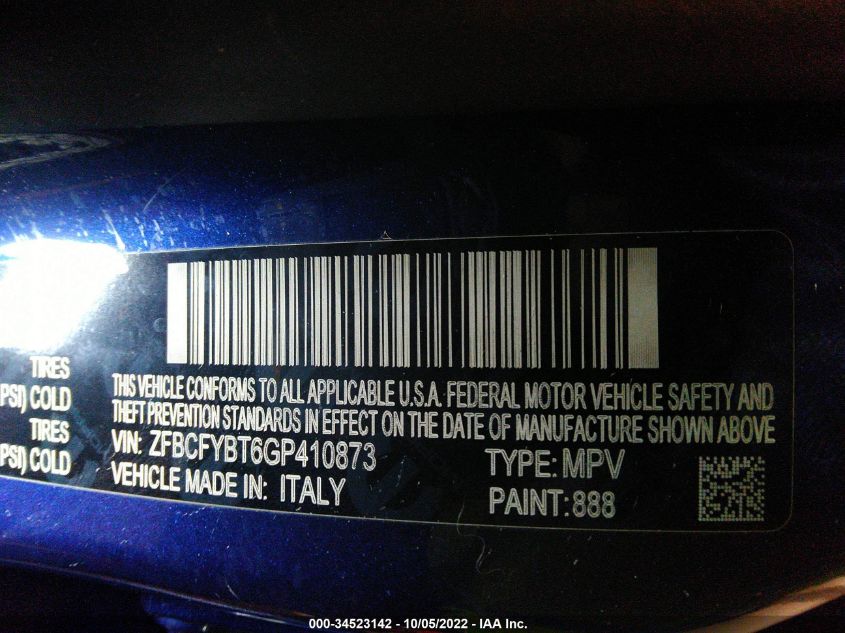 TIRES
PSI) COLD
TIRES
PSI) COLD
THIS VEHICLE CONFORMS TO ALL APPLICABLE U.S.A. FEDERAL MOTOR VEHICLE SAFETY AND
THEFT PREVENTION STANDARDS IN EFFECT ON THE DATE OF MANUFACTURE SHOWN ABOVE
VIN: ZFBCFYBT6GP410873 TYPE: MPV
VEHICLE MADE IN: ITALY PAINT: 888
000-34523142 - 10/05/2022 - IAA Inc.